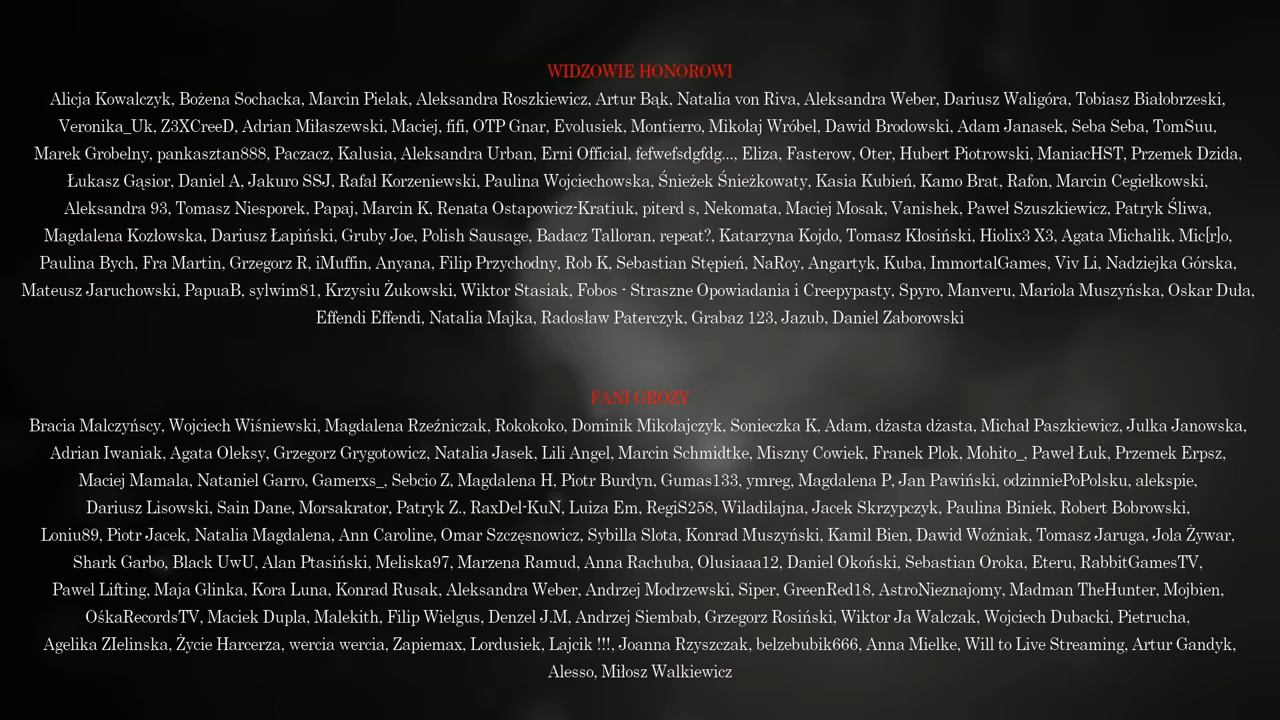 WIDZOWIE HONOROWI
Alicja Kowalczyk, Bożena Sochacka, Marcin Pielak, Aleksandra Roszkiewicz, Artur Bąk, Natalia von Riva, Aleksandra Weber, Dariusz Waligóra, Tobiasz Białobrzeski,
Veronika_Uk, Z3XCreeD, Adrian Miłaszewski, Maciej, fifi, OTP Gnar, Evolusiek, Montierro, Mikołaj Wróbel, Dawid Brodowski, Adam Janasek, Seba Seba, TomSuu,
Marek Grobelny, pankasztan888, Paczacz, Kalusia, Aleksandra Urban, Erni Official, fefwefsdgfdg..., Eliza, Fasterow, Oter, Hubert Piotrowski, ManiacHST, Przemek Dzida,
Łukasz Gąsior, Daniel A, Jakuro SSJ, Rafał Korzeniewski, Paulina Wojciechowska, Śnieżek Śnieżkowaty, Kasia Kubień, Kamo Brat, Rafon, Marcin Cegiełkowski,
Aleksandra 93, Tomasz Niesporek, Papaj, Marcin K, Renata Ostapowicz-Kratiuk, piterd s, Nekomata, Maciej Mosak, Vanishek, Paweł Szuszkiewicz, Patryk Śliwa,
Magdalena Kozłowska, Dariusz Łapiński, Gruby Joe, Polish Sausage, Badacz Talloran, repeat?, Katarzyna Kojdo, Tomasz Kłosiński, Hiolix3 X3, Agata Michalik, Mic[r]o,
Paulina Bych, Fra Martin, Grzegorz R, iMuffin, Anyana, Filip Przychodny, Rob K, Sebastian Stępień, NaRoy, Angartyk, Kuba, ImmortalGames, Viv Li, Nadziejka Górska,
Mateusz Jaruchowski, PapuaB, sylwim81, Krzysiu Żukowski, Wiktor Stasiak, Fobos - Straszne Opowiadania i Creepypasty, Spyro, Manveru, Mariola Muszyńska, Oskar Duła,
Effendi Effendi, Natalia Majka, Radosław Paterczyk, Grabaz 123, Jazub, Daniel Zaborowski
FANI GROZY
Bracia Malczyńscy, Wojciech Wiśniewski, Magdalena Rzeźniczak, Rokokoko, Dominik Mikołajczyk, Sonieczka K, Adam, dżasta dżasta, Michał Paszkiewicz, Julka Janowska,
Adrian Iwaniak, Agata Oleksy, Grzegorz Grygotowicz, Natalia Jasek, Lili Angel, Marcin Schmidtke, Miszny Cowiek, Franek Plok, Mohito_, Paweł Łuk, Przemek Erpsz,
Maciej Mamala, Nataniel Garro, Gamerxs_, Sebcio Z, Magdalena H, Piotr Burdyn, Gumas133, ymreg, Magdalena P, Jan Pawiński, odzinniePoPolsku, alekspie,
Dariusz Lisowski, Sain Dane, Morsakrator, Patryk Z., RaxDel-KuN, Luiza Em, RegiS258, Wiladilajna, Jacek Skrzypczyk, Paulina Biniek, Robert Bobrowski,
Loniu89, Piotr Jacek, Natalia Magdalena, Ann Caroline, Omar Szczęsnowicz, Sybilla Slota, Konrad Muszyński, Kamil Bien, Dawid Woźniak, Tomasz Jaruga, Jola Żywar,
Shark Garbo, Black UwU, Alan Ptasiński, Meliska97, Marzena Ramud, Anna Rachuba, Olusiaaa12, Daniel Okoński, Sebastian Oroka, Eteru, RabbitGamesTV,
Pawel Lifting, Maja Glinka, Kora Luna, Konrad Rusak, Aleksandra Weber, Andrzej Modrzewski, Siper, GreenRed18, AstroNieznajomy, Madman TheHunter, Mojbien,
OśkaRecordsTV, Maciek Dupla, Malekith, Filip Wielgus, Denzel J.M, Andrzej Siembab, Grzegorz Rosiński, Wiktor Ja Walczak, Wojciech Dubacki, Pietrucha,
Agelika ZIelinska, Życie Harcerza, wercia wercia, Zapiemax, Lordusiek, Lajcik !!!, Joanna Rzyszczak, belzebubik666, Anna Mielke, Will to Live Streaming, Artur Gandyk,
Alesso, Miłosz Walkiewicz